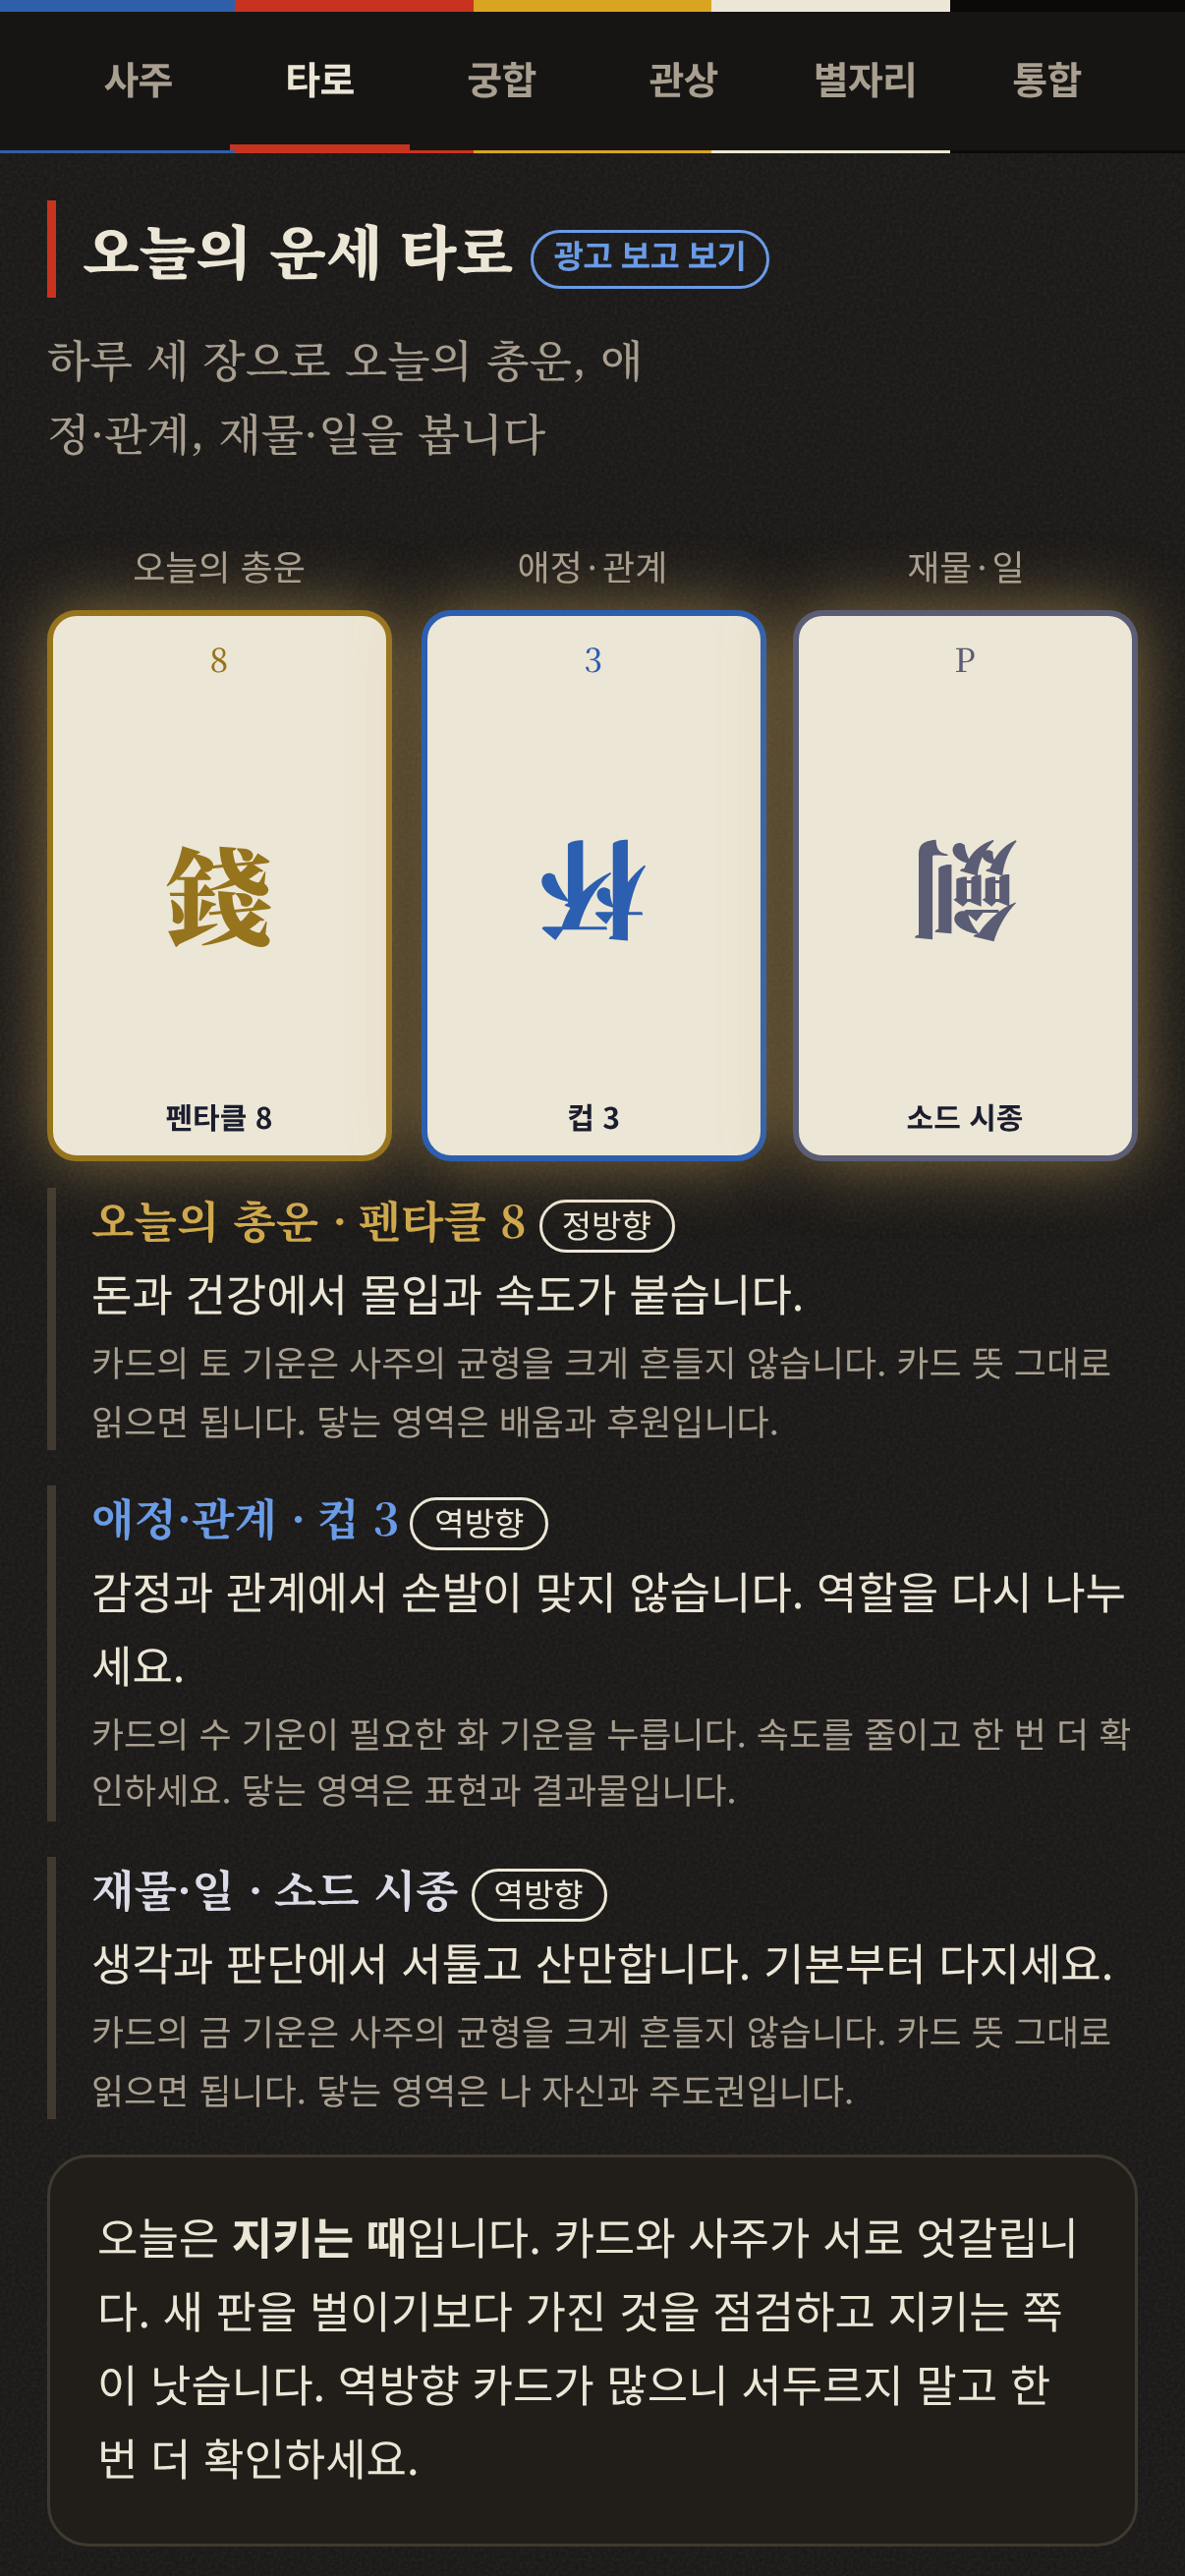 사주 타로 궁합 관상 별자리 통합
오늘의 운세 타로 광고 보고 보기
하루 세 장으로 오늘의 총운, 애
정·관계, 재물·일을 봅니다
오늘의 총운 애정·관계 재물·일
8 3 P
錢 杯 劍
펜타클 8 컵 3 소드 시종
오늘의 총운 · 펜타클 8 정방향
돈과 건강에서 몰입과 속도가 붙습니다.
카드의 토 기운은 사주의 균형을 크게 흔들지 않습니다. 카드 뜻 그대로
읽으면 됩니다. 닿는 영역은 배움과 후원입니다.
애정·관계 · 컵 3 역방향
감정과 관계에서 손발이 맞지 않습니다. 역할을 다시 나누
세요.
카드의 수 기운이 필요한 화 기운을 누릅니다. 속도를 줄이고 한 번 더 확
인하세요. 닿는 영역은 표현과 결과물입니다.
재물·일 · 소드 시종 역방향
생각과 판단에서 서툴고 산만합니다. 기본부터 다지세요.
카드의 금 기운은 사주의 균형을 크게 흔들지 않습니다. 카드 뜻 그대로
읽으면 됩니다. 닿는 영역은 나 자신과 주도권입니다.
오늘은 지키는 때입니다. 카드와 사주가 서로 엇갈립니
다. 새 판을 벌이기보다 가진 것을 점검하고 지키는 쪽
이 낫습니다. 역방향 카드가 많으니 서두르지 말고 한
번 더 확인하세요.